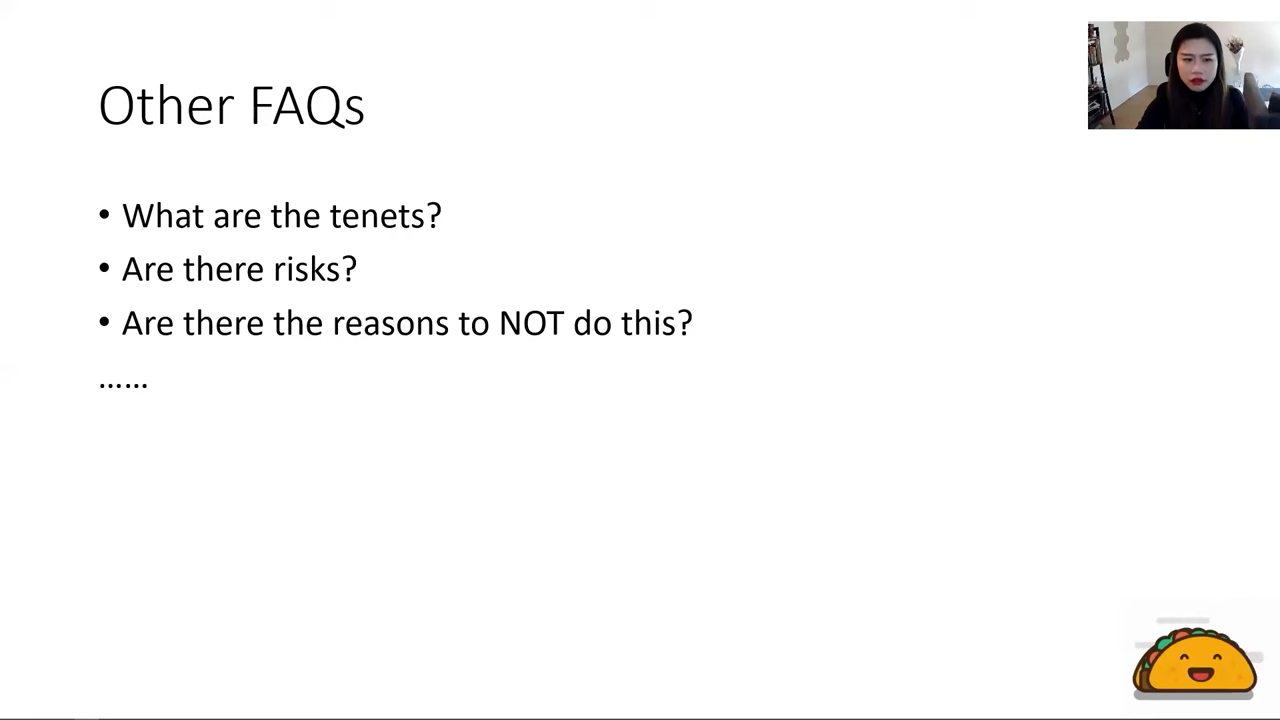 Other FAQs
• What are the tenets?
• Are there risks?
• Are there the reasons to NOT do this?
......